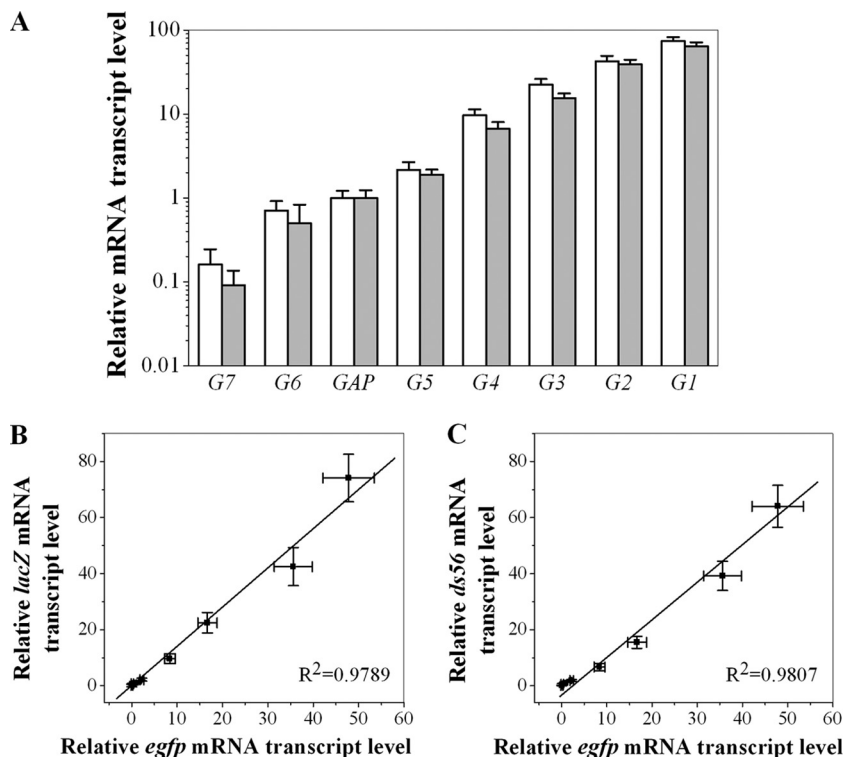 A
Relative mRNA transcript level
100
10
1
0.1
0.01
G7 G6 GAP G5 G4 G3 G2 G1
B
Relative lacZ mRNA
transcript level
80
60
40
20
0
R²=0.9789
0 10 20 30 40 50 60
Relative egfp mRNA transcript level
C
Relative ds56 mRNA
transcript level
80
60
40
20
0
R²=0.9807
0 10 20 30 40 50 60
Relative egfp mRNA transcript level